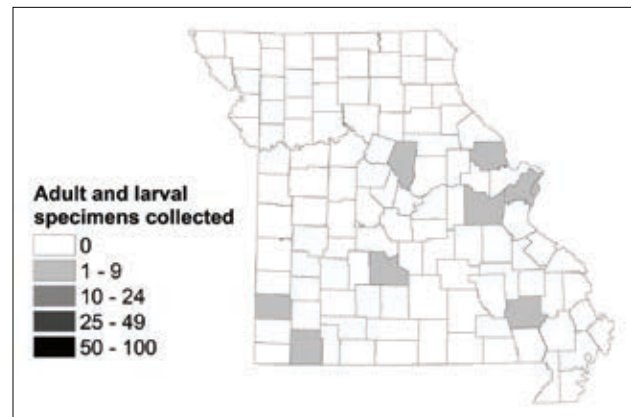 Adult and larval
specimens collected
0
1 - 9
10 - 24
25 - 49
50 - 100